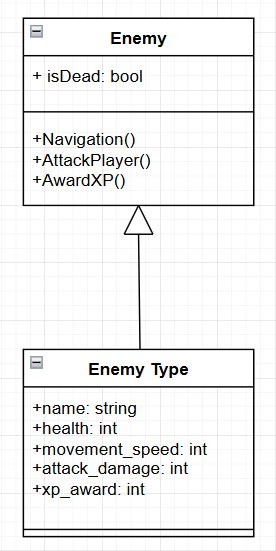 Enemy
+ isDead: bool
+Navigation()
+AttackPlayer()
+AwardXP()
Enemy Type
+name: string
+health: int
+movement_speed: int
+attack_damage: int
+xp_award: int